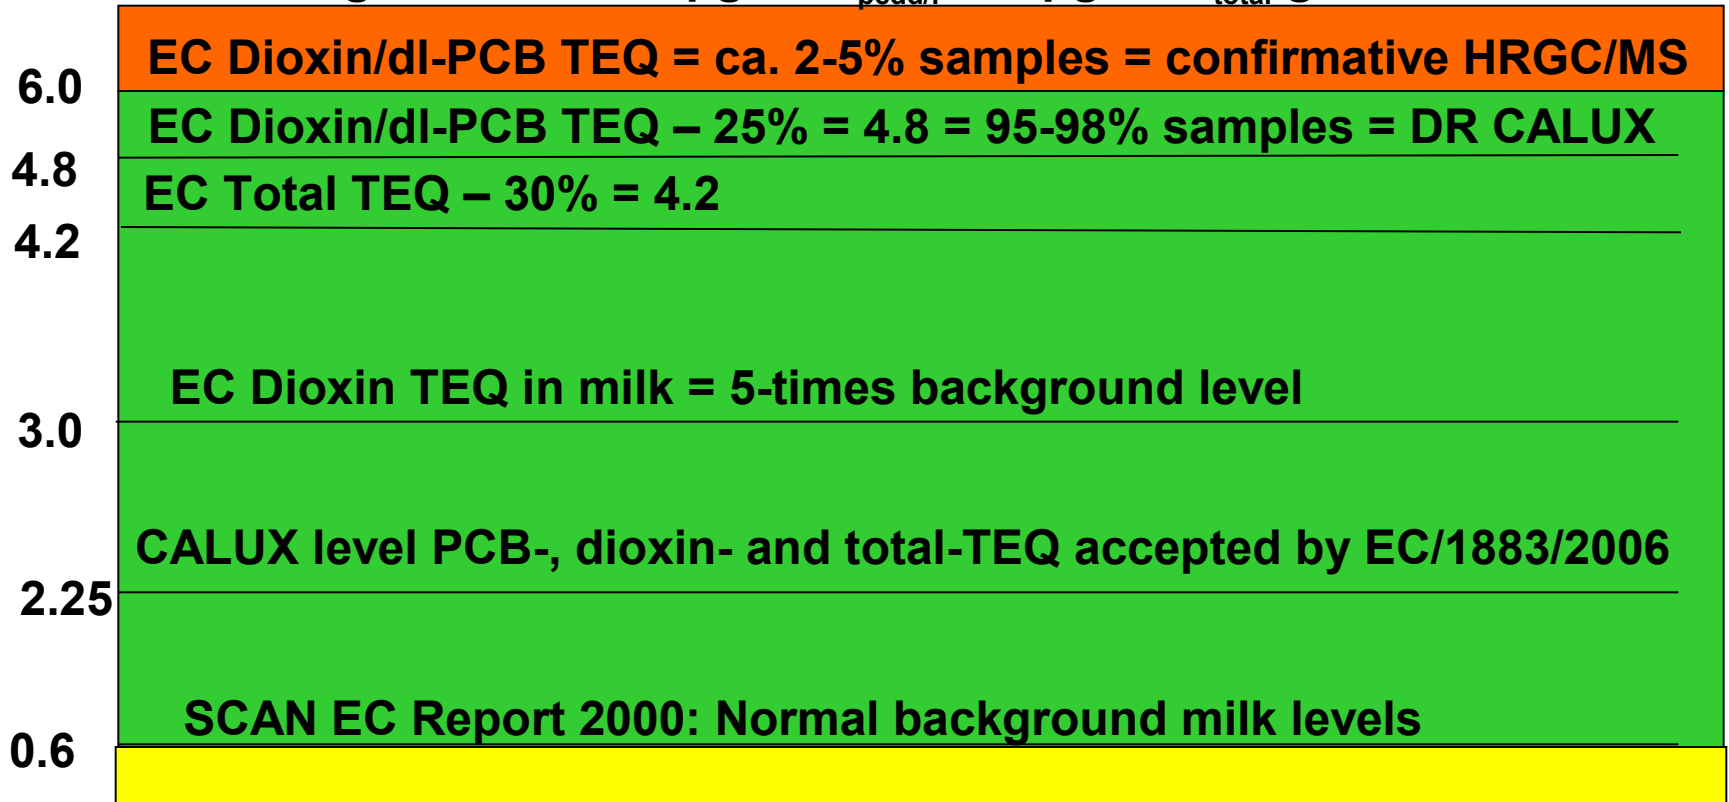 EC Dioxin/dl-PCB TEQ = ca. 2-5% samples = confirmative HRGC/MS
6.0
EC Dioxin/dl-PCB TEQ – 25% = 4.8 = 95-98% samples = DR CALUX
4.8
EC Total TEQ – 30% = 4.2
4.2
EC Dioxin TEQ in milk = 5-times background level
3.0
CALUX level PCB-, dioxin- and total-TEQ accepted by EC/1883/2006
2.25
SCAN EC Report 2000: Normal background milk levels
0.6